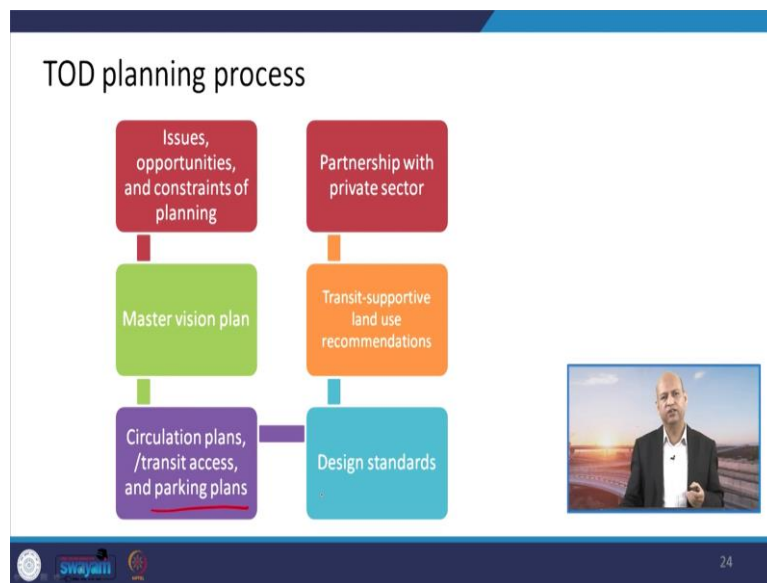 TOD planning process
Issues,
opportunities,
and constraints of
planning
Master vision plan
Circulation plans,
/transit access,
and parking plans
Design standards
Transit-supportive
land use
recommendations
Partnership with
private sector
swayam
24